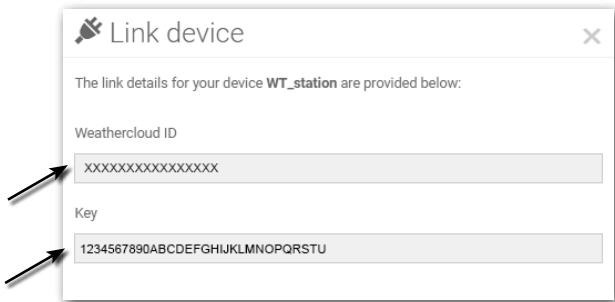 Link device
The link details for your device WT_station are provided below:
Weathercloud ID
XXXXXXXXXXXXXXXX
Key
1234567890ABCDEFGHIJKLMNOPQRSTU